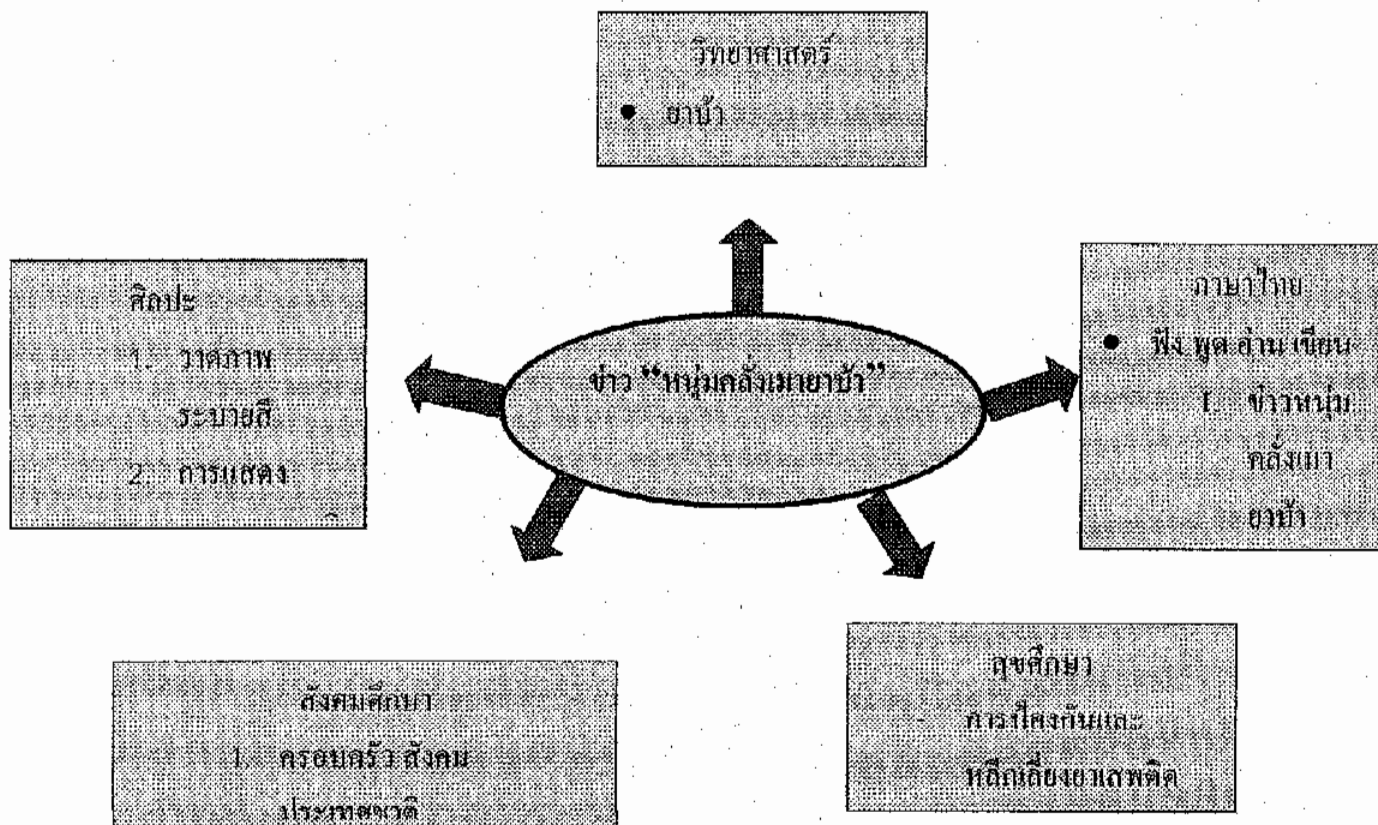 วิทยาศาสตร์
● ยาบ้า
ศิลปะ
1. วาดภาพ
ระบายสี
2. การแสดง
ข่าว “หนุ่มคลั่งเมายาบ้า”
ภาษาไทย
● ฟัง พูด อ่าน เขียน
1. ข่าวหนุ่ม
คลั่งเมา
ยาบ้า
สังคมศึกษา
1. ครอบครัว สังคม
ประเทศชาติ
สุขศึกษา
- การป้องกันและ
หลีกเลี่ยงยาเสพติด